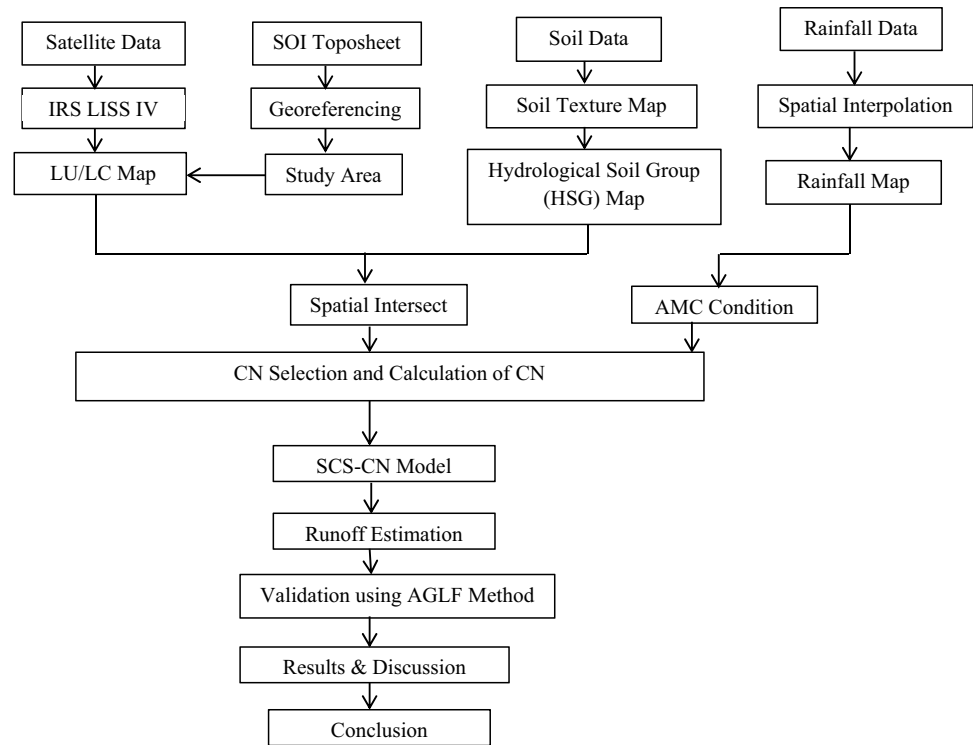 Satellite Data
SOI Toposheet
Soil Data
Rainfall Data
IRS LISS IV
Georeferencing
Soil Texture Map
Spatial Interpolation
LU/LC Map
Study Area
Hydrological Soil Group
(HSG) Map
Rainfall Map
Spatial Intersect
AMC Condition
CN Selection and Calculation of CN
SCS-CN Model
Runoff Estimation
Validation using AGLF Method
Results & Discussion
Conclusion